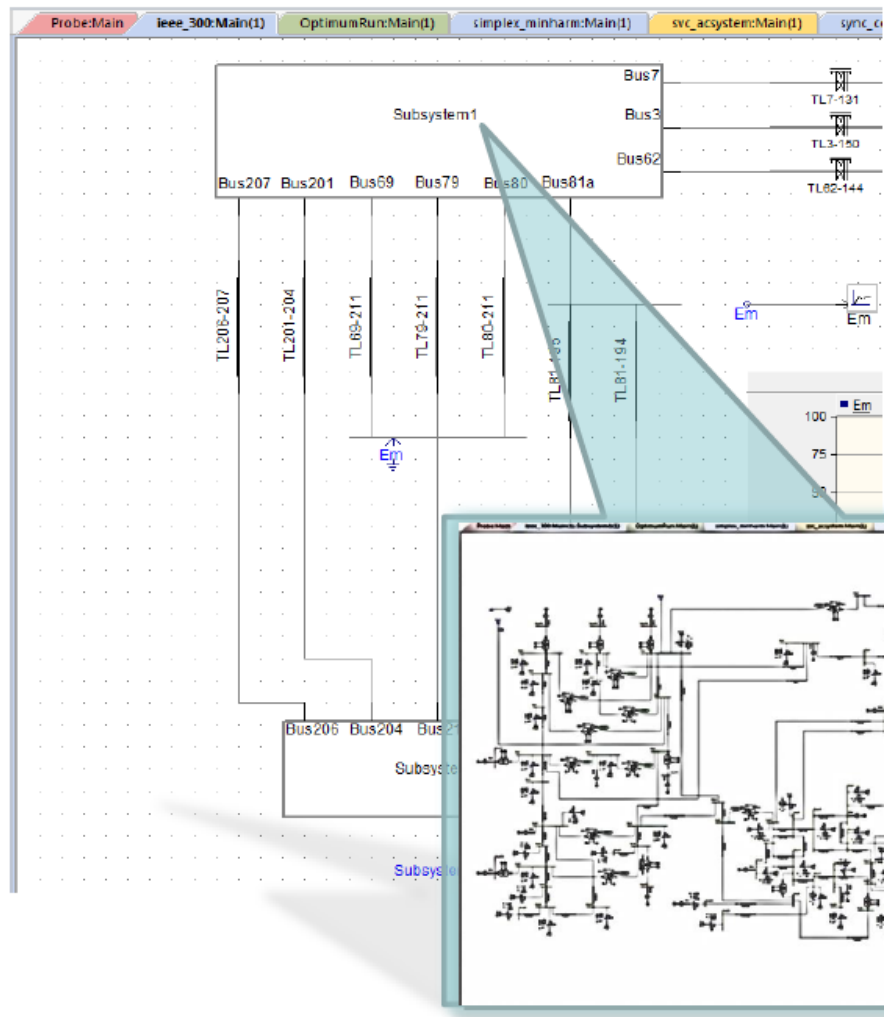 Probe:Main
ieee_300:Main(1)
OptimumRun:Main(1)
simplex_minharm:Main(1)
svc_acsystem:Main(1)
Bus7
TL7-131
Subsystem1
Bus3
TL3-150
Bus62
TL62-144
Bus207 Bus201 Bus69 Bus79 Bus80 Bus81a
TL206-207
TL201-204
TL69-211
TL79-211
TL80-211
TL81-194
Em
Em
Em
100
Em
75
Bus206 Bus204